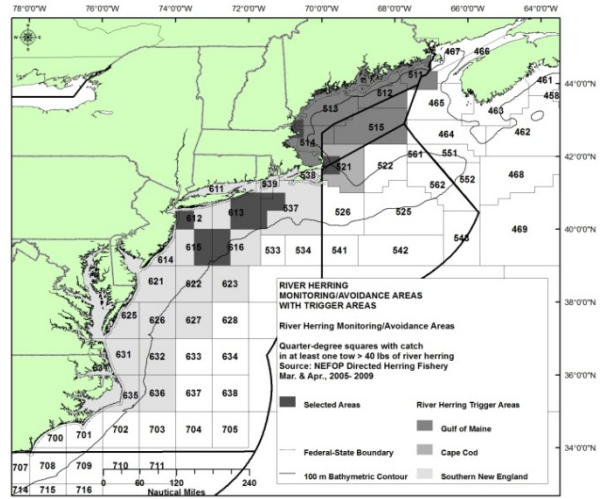 78°00'0"W 76°00'0"W 74°00'0"W 72°00'0"W 70°00'0"W 68°00'0"W 66°00'0"W 64°00'0"W
N
467 466
511
461
44°0'0"N
512
458
513
465
463
515
462
514
464
551
561
42°0'0"N
521
522
538
468
552
539
562
611
537
613
612
526
525
40°0'0"N
543
469
615 616
533 534 541 542
614
621 622 623
38°0'0"N
625 626 627 628
631 632 633 634
36°0'0"N
635 636 637 638
700 701 702 703 704 705
34°0'0"N
707 708 709 710 711
714 715 716
0 60 120 240
Nautical Miles
RIVER HERRING
MONITORING/AVOIDANCE AREAS
WITH TRIGGER AREAS
River Herring Monitoring/Avoidance Areas
Quarter-degree squares with catch
in at least one tow > 40 lbs of river herring
Source: NEFOP Directed Herring Fishery
Mar. & Apr., 2005- 2009
Selected Areas
River Herring Trigger Areas
Gulf of Maine
Federal-State Boundary
Cape Cod
100 m Bathymetric Contour
Southern New England